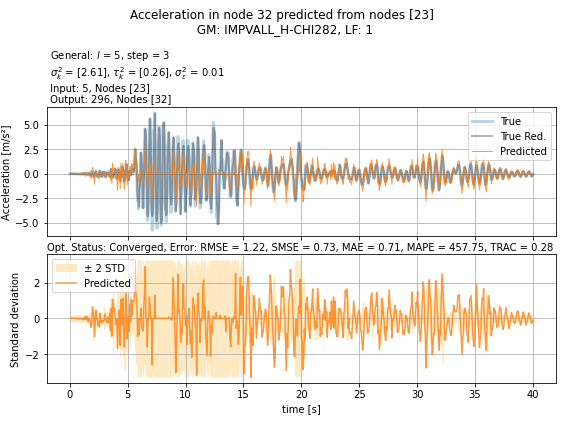 Acceleration in node 32 predicted from nodes [23]
GM: IMPVALL_H-CHI282, LF: 1
General: l = 5, step = 3
σ²ₖ = [2.61], τ²ₖ = [0.26], σ²ε = 0.01
Input: 5, Nodes [23]
Output: 296, Nodes [32]
Acceleration [m/s²]
5.0
2.5
0.0
−2.5
−5.0
True
True Red.
Predicted
Opt. Status: Converged, Error: RMSE = 1.22, SMSE = 0.73, MAE = 0.71, MAPE = 457.75, TRAC = 0.28
Standard deviation
2
0
−2
± 2 STD
Predicted
0 5 10 15 20 25 30 35 40
time [s]